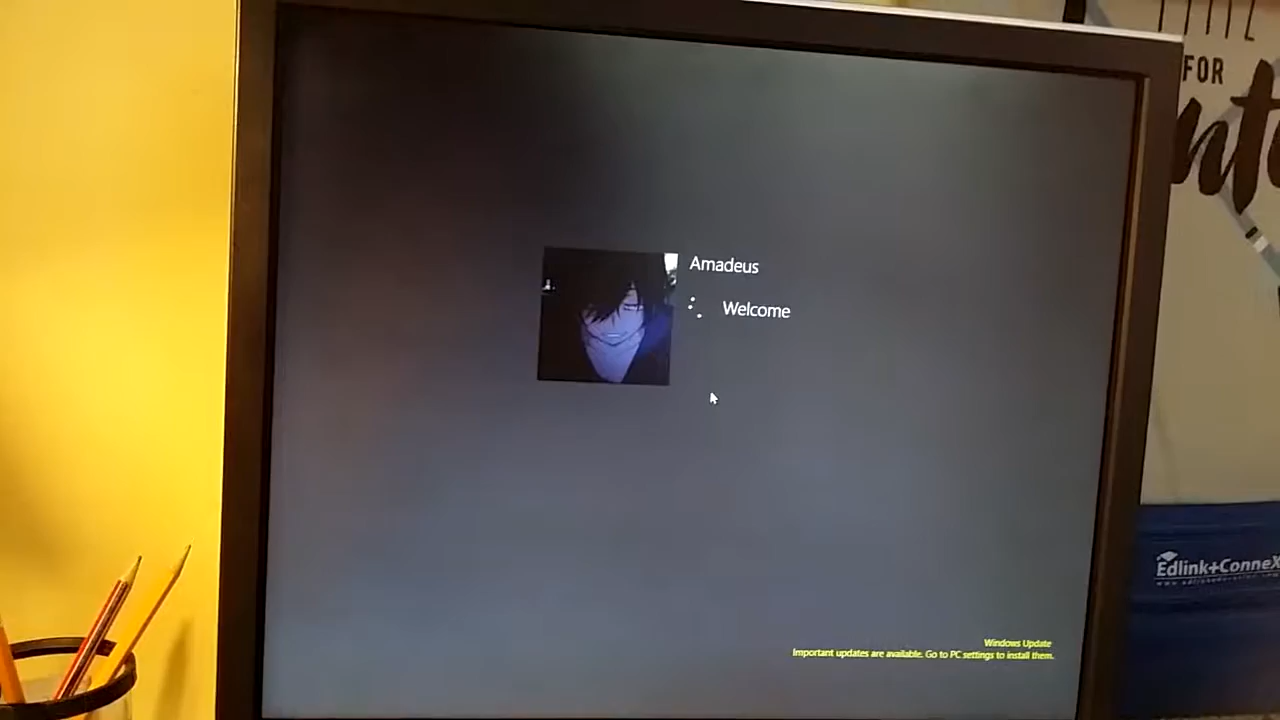 FOR
Amadeus
Welcome
Edlink+ConneX
Windows Update
Important updates are available. Go to PC settings to install them.